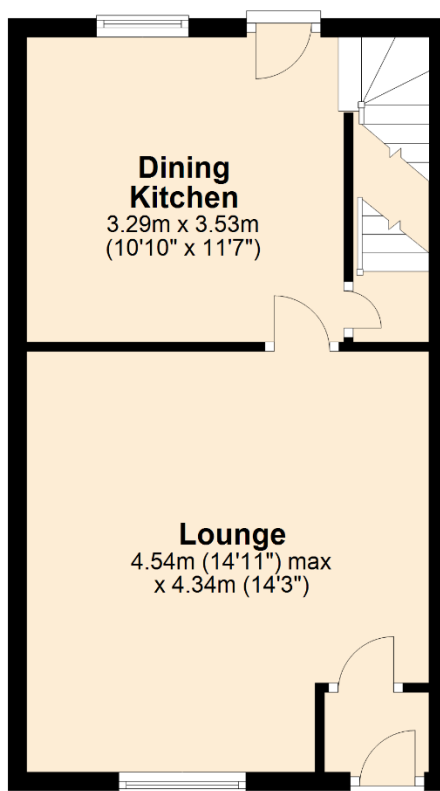 Dining
Kitchen
3.29m x 3.53m
(10'10" x 11'7")
Lounge
4.54m (14'11") max
x 4.34m (14'3")